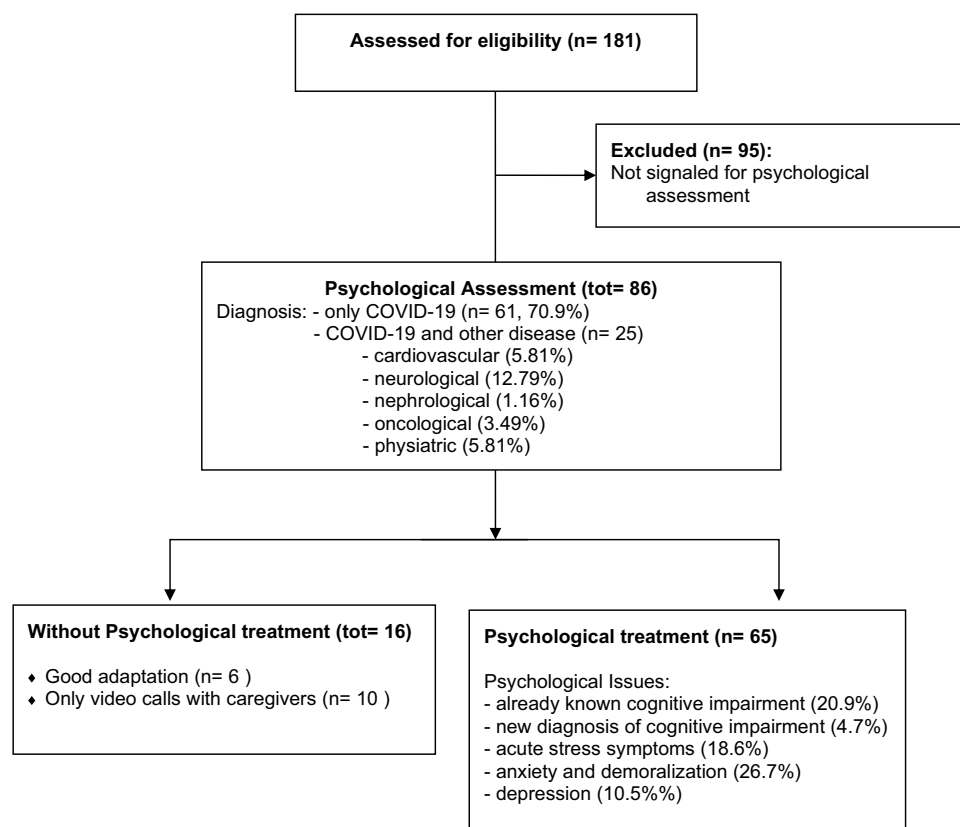 Assessed for eligibility (n= 181)
Excluded (n= 95):
Not signaled for psychological
assessment
Psychological Assessment (tot= 86)
Diagnosis: - only COVID-19 (n= 61, 70.9%)
- COVID-19 and other disease (n= 25)
- cardiovascular (5.81%)
- neurological (12.79%)
- nephrological (1.16%)
- oncological (3.49%)
- physiatric (5.81%)
Without Psychological treatment (tot= 16)
♦ Good adaptation (n= 6 )
♦ Only video calls with caregivers (n= 10 )
Psychological treatment (n= 65)
Psychological Issues:
- already known cognitive impairment (20.9%)
- new diagnosis of cognitive impairment (4.7%)
- acute stress symptoms (18.6%)
- anxiety and demoralization (26.7%)
- depression (10.5%%)